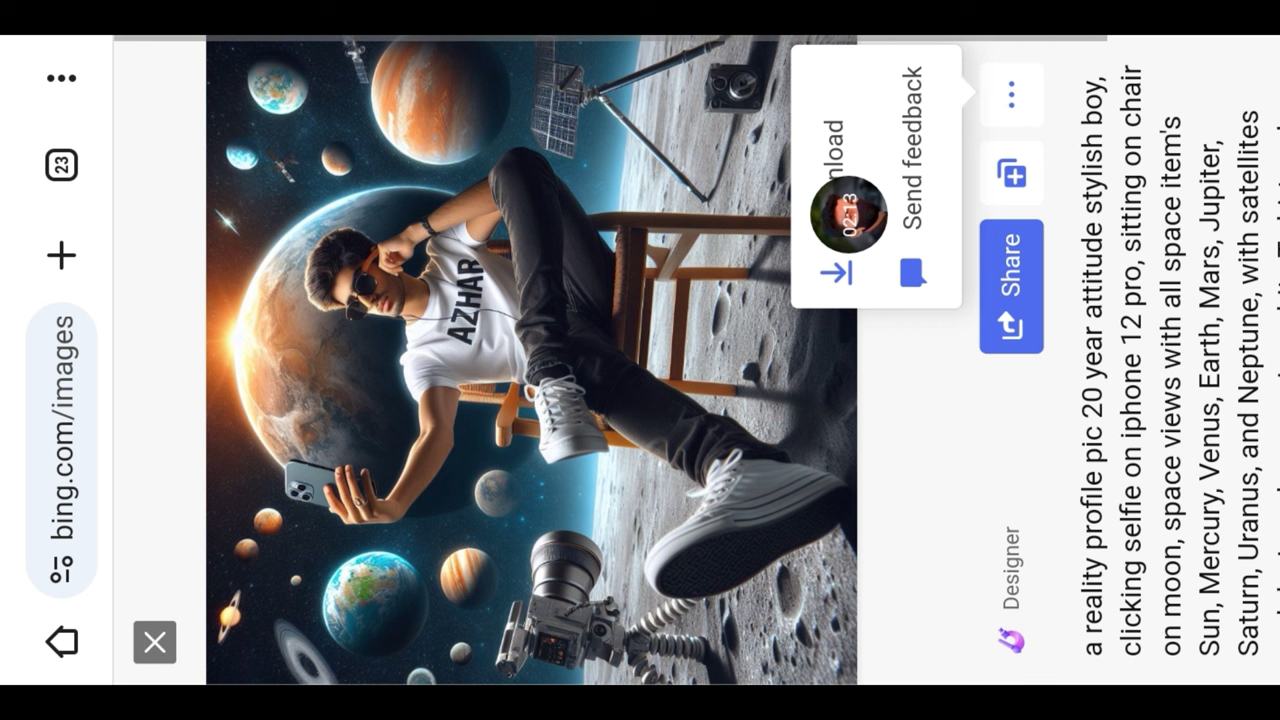 bing.com/images
23
AZHAR
nload
02:13
Send feedback
Designer
Share
a reality profile pic 20 year attitude stylish boy,
clicking selfie on iphone 12 pro, sitting on chair
on moon, space views with all space item's
Sun, Mercury, Venus, Earth, Mars, Jupiter,
Saturn, Uranus, and Neptune, with satellites